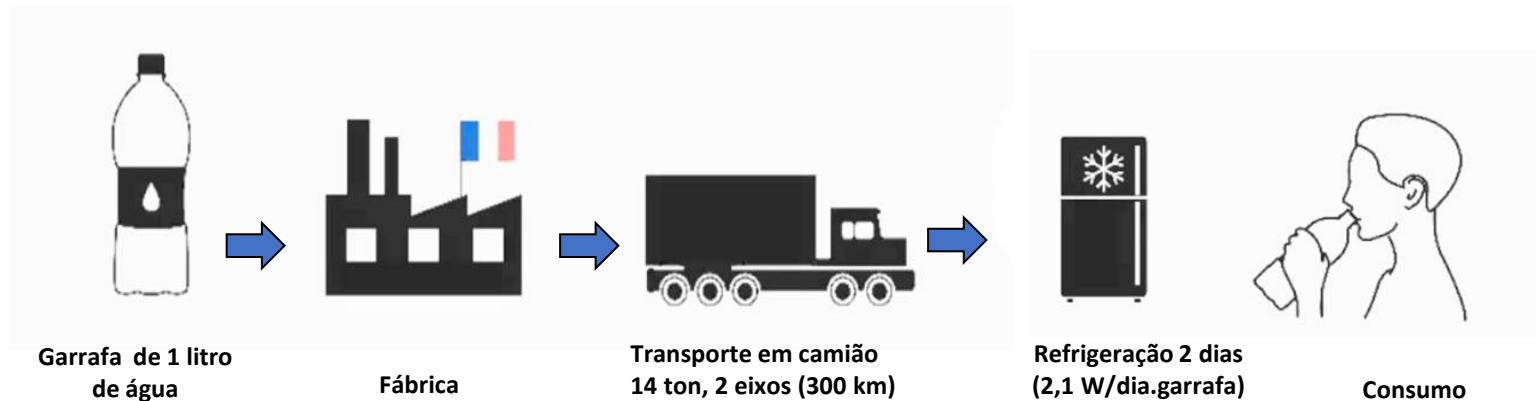 Garrafa de 1 litro
de água
Fábrica
Transporte em camião
14 ton, 2 eixos (300 km)
Refrigeração 2 dias
(2,1 W/dia.garrafa)
Consumo